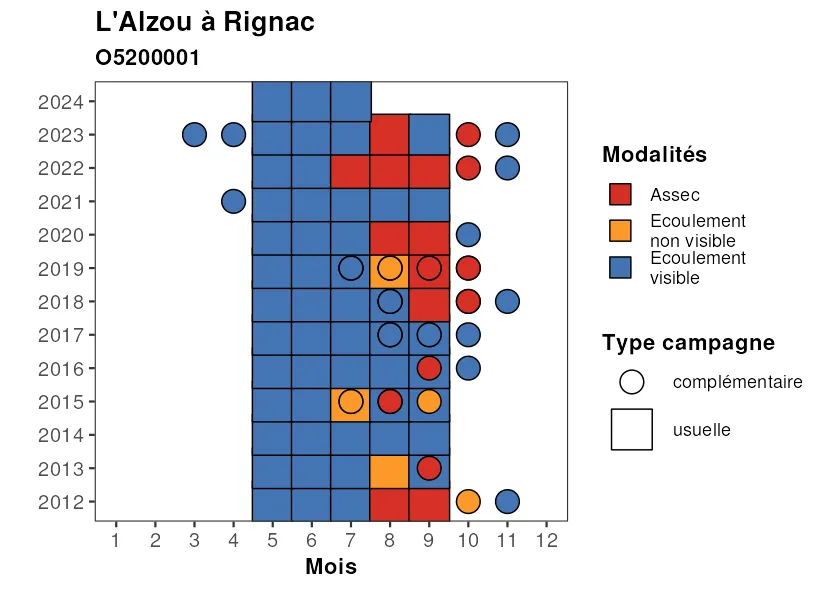 L'Alzou à Rignac
O5200001
2024
2023
2022
2021
2020
2019
2018
2017
2016
2015
2014
2013
2012
1 2 3 4 5 6 7 8 9 10 11 12
Mois
Modalités
Assec
Ecoulement
non visible
Ecoulement
visible
Type campagne
complémentaire
usuelle